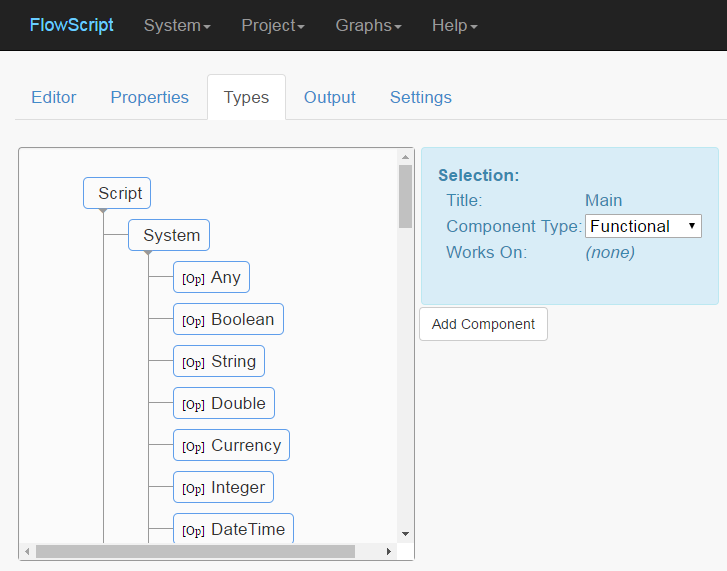 FlowScript System Project Graphs Help
Editor Properties Types Output Settings
Script
System
[Op] Any
[Op] Boolean
[Op] String
[Op] Double
[Op] Currency
[Op] Integer
[Op] DateTime
Selection:
Title: Main
Component Type: Functional
Works On: (none)
Add Component